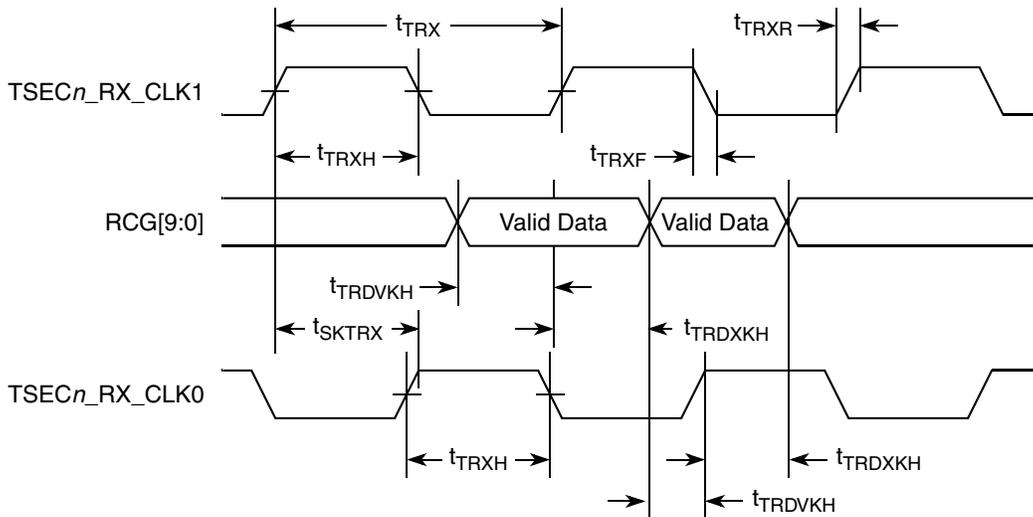 tTRX
tTRXR
TSECn_RX_CLK1
tTRXH
tTRXF
RCG[9:0]
Valid Data
Valid Data
tTRDVKH
tSKTRX
tTRDXKH
TSECn_RX_CLK0
tTRXH
tTRDXKH
tTRDVKH